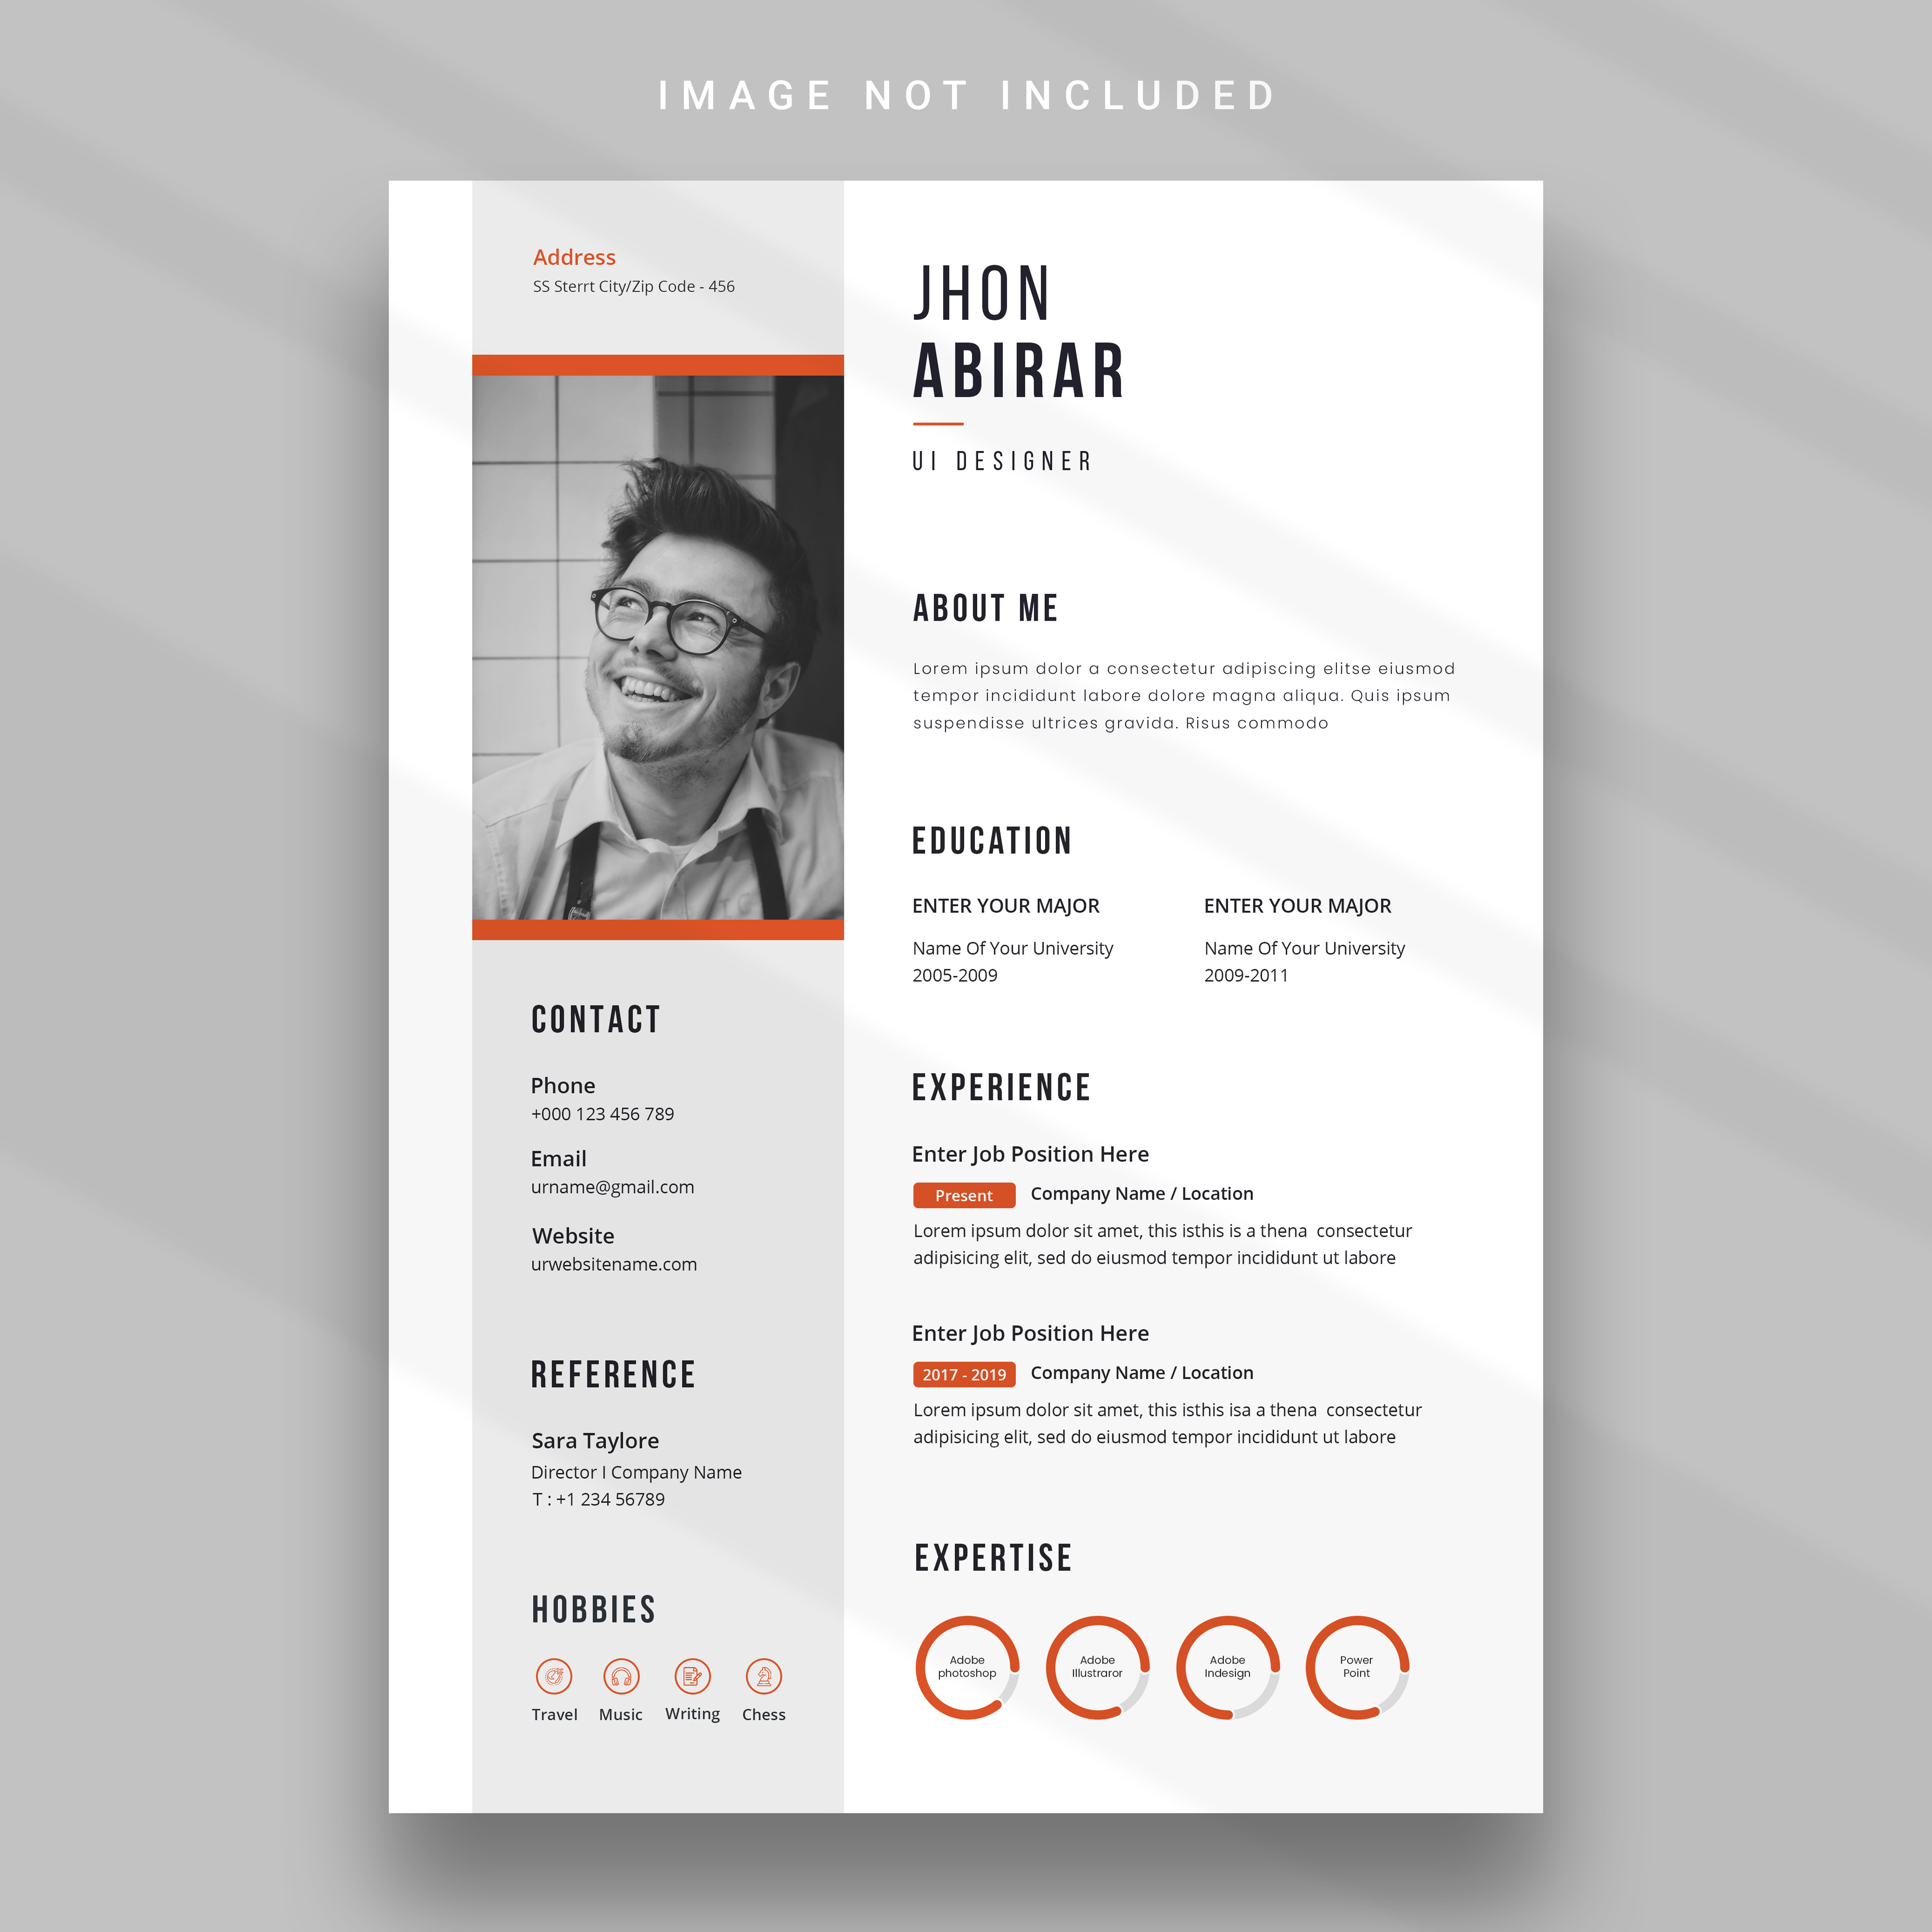 IMAGE NOT INCLUDED
Address
SS Sterrt City/Zip Code - 456
CONTACT
Phone
+000 123 456 789
Email
urname@gmail.com
Website
urwebsitename.com
REFERENCE
Sara Taylore
Director I Company Name
T : +1 234 56789
HOBBIES
Travel Music Writing Chess
JHON
ABIRAR
UI DESIGNER
ABOUT ME
Lorem ipsum dolor a consectetur adipiscing elitse eiusmod
tempor incididunt labore dolore magna aliqua. Quis ipsum
suspendisse ultrices gravida. Risus commodo
EDUCATION
ENTER YOUR MAJOR
Name Of Your University
2005-2009
ENTER YOUR MAJOR
Name Of Your University
2009-2011
EXPERIENCE
Enter Job Position Here
Present Company Name / Location
Lorem ipsum dolor sit amet, this isthis is a thena consectetur
adipisicing elit, sed do eiusmod tempor incididunt ut labore
Enter Job Position Here
2017 - 2019 Company Name / Location
Lorem ipsum dolor sit amet, this isthis isa a thena consectetur
adipisicing elit, sed do eiusmod tempor incididunt ut labore
EXPERTISE
Adobe
photoshop
Adobe
Illustraror
Adobe
Indesign
Power
Point